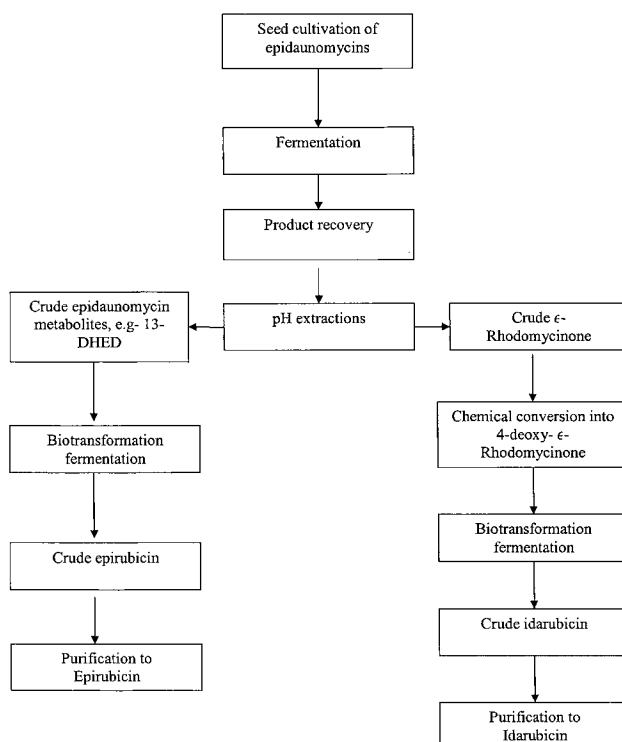 Seed cultivation of
epidaunomycins
Fermentation
Product recovery
pH extractions
Crude epidaunomycin
metabolites, e.g- 13-
DHED
Biotransformation
fermentation
Crude epirubicin
Purification to
Epirubicin
Crude ϵ-
Rhodomycinone
Chemical conversion into
4-deoxy- ϵ-
Rhodomycinone
Biotransformation
fermentation
Crude idarubicin
Purification to
Idarubicin